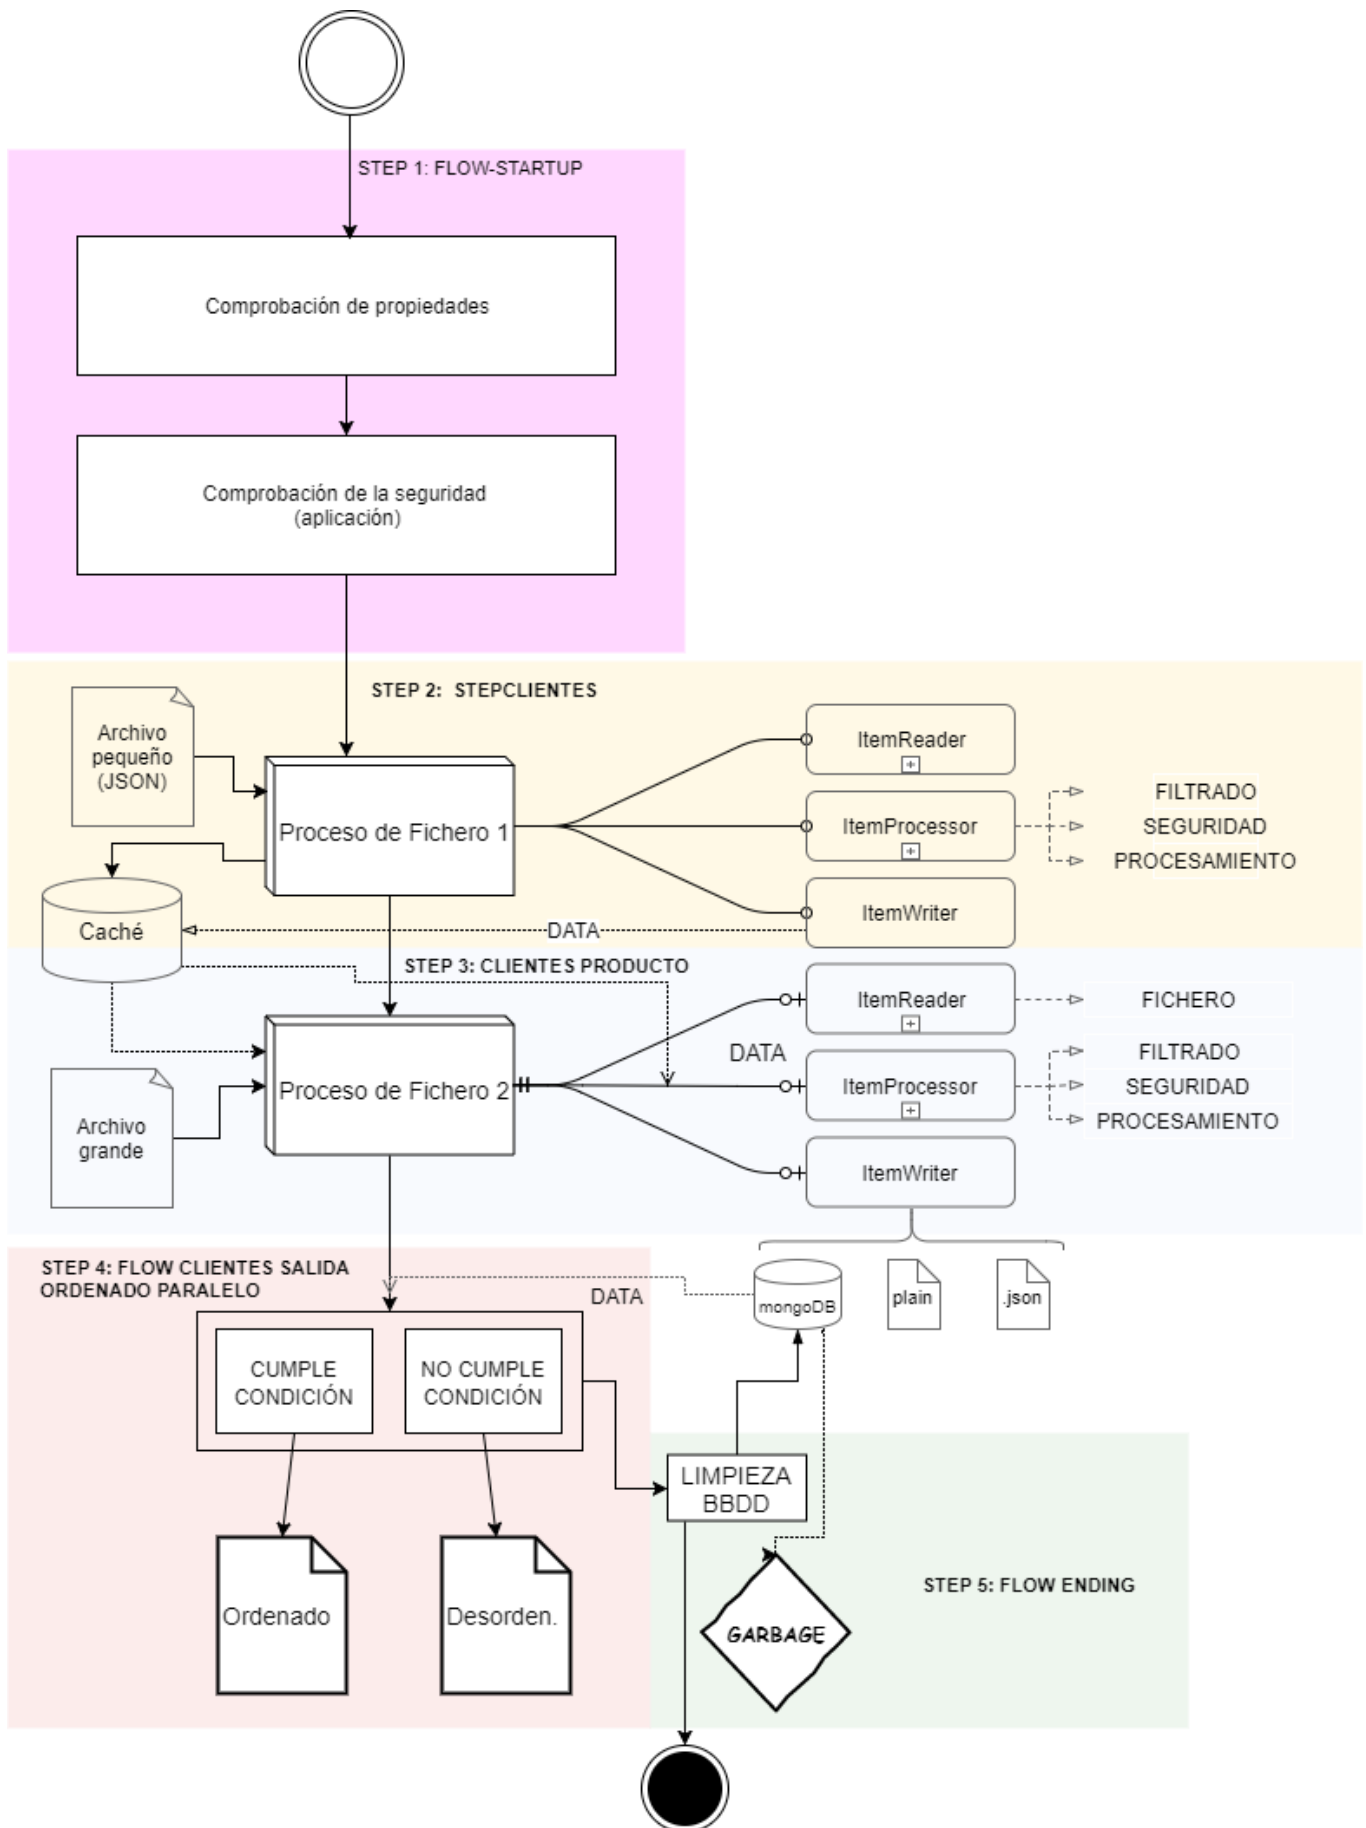 STEP 1: FLOW-STARTUP
Comprobación de propiedades
Comprobación de la seguridad
(aplicación)
STEP 2:  STEPCLIENTES
Archivo
pequeño
(JSON)
Proceso de Fichero 1
ItemReader
ItemProcessor
ItemWriter
FILTRADO
SEGURIDAD
PROCESAMIENTO
Caché
DATA
STEP 3: CLIENTES PRODUCTO
Archivo
grande
Proceso de Fichero 2
DATA
ItemReader
ItemProcessor
ItemWriter
FICHERO
FILTRADO
SEGURIDAD
PROCESAMIENTO
STEP 4: FLOW CLIENTES SALIDA
ORDENADO PARALELO
DATA
mongoDB
plain
.json
CUMPLE
CONDICIÓN
NO CUMPLE
CONDICIÓN
Ordenado
Desorden.
LIMPIEZA
BBDD
GARBAGE
STEP 5: FLOW ENDING